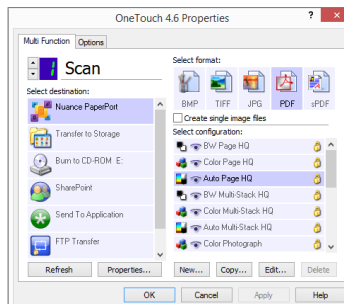 OneTouch 4.6 Properties
? x
Multi Function
Options
1 Scan
Select destination:
Nuance PaperPort
Transfer to Storage
Burn to CD-ROM E:
SharePoint
Send To Application
FTP Transfer
Refresh
Properties...
Select format:
BMP
TIFF
JPG
PDF
sPDF
Create single image files
Select configuration:
BW Page HQ
Color Page HQ
Auto Page HQ
BW Multi-Stack HQ
Color Multi-Stack HQ
Auto Multi-Stack HQ
Color Photograph
New...
Copy...
Edit...
Delete
OK
Cancel
Apply
Help